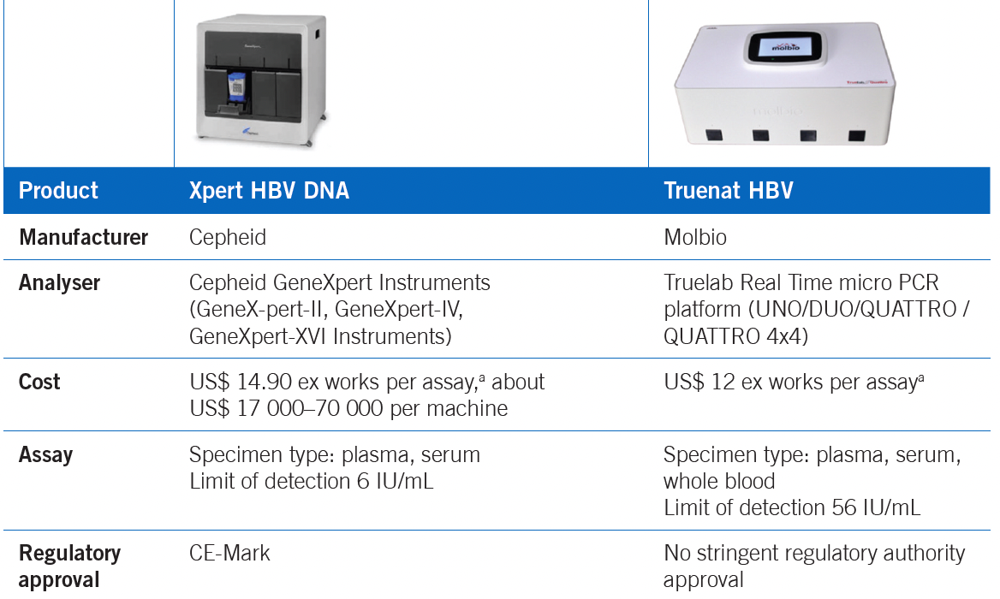 molbio
Product
Xpert HBV DNA
Truenat HBV
Manufacturer
Cepheid
Molbio
Analyser
Cepheid GeneXpert Instruments
(GeneX-pert-II, GeneXpert-IV,
GeneXpert-XVI Instruments)
Truelab Real Time micro PCR
platform (UNO/DUO/QUATTRO /
QUATTRO 4x4)
Cost
US$ 14.90 ex works per assay,ᵃ about
US$ 17 000–70 000 per machine
US$ 12 ex works per assayᵃ
Assay
Specimen type: plasma, serum
Limit of detection 6 IU/mL
Specimen type: plasma, serum,
whole blood
Limit of detection 56 IU/mL
Regulatory
approval
CE-Mark
No stringent regulatory authority
approval